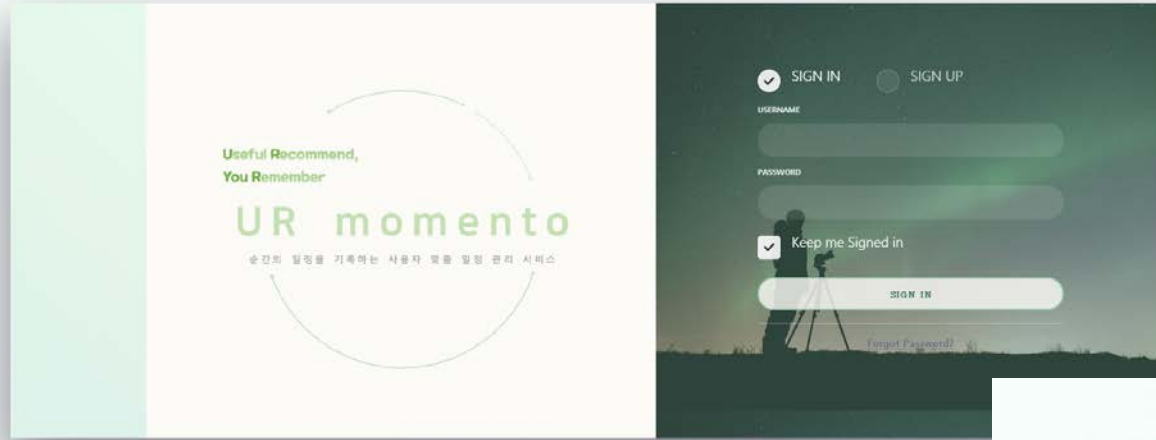 Useful Recommend,
You Remember
UR momento
순간의 일정을 기록하는 사용자 맞춤 일정 관리 서비스
SIGN IN
SIGN UP
USERNAME
PASSWORD
Keep me Signed in
SIGN IN
Forgot Password?